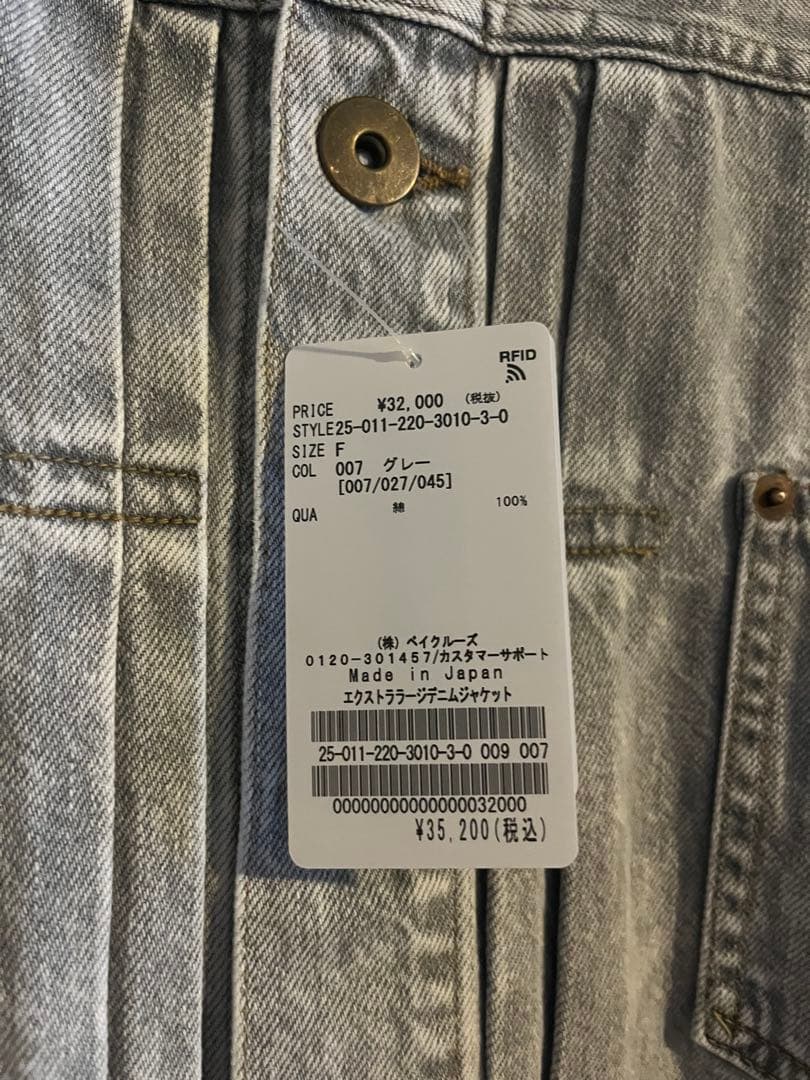 RFID
PRICE ¥32,000 (税抜)
STYLE 25-011-220-3010-3-0
SIZE F
COL 007 グレー
[007/027/045]
QUA 綿 100%
(株) ベイクルーズ
0120-301457/カスタマーサポート
Made in Japan
エクストララージデニムジャケット
25-011-220-3010-3-0 009 007
00000000000000032000
¥35,200(税込)